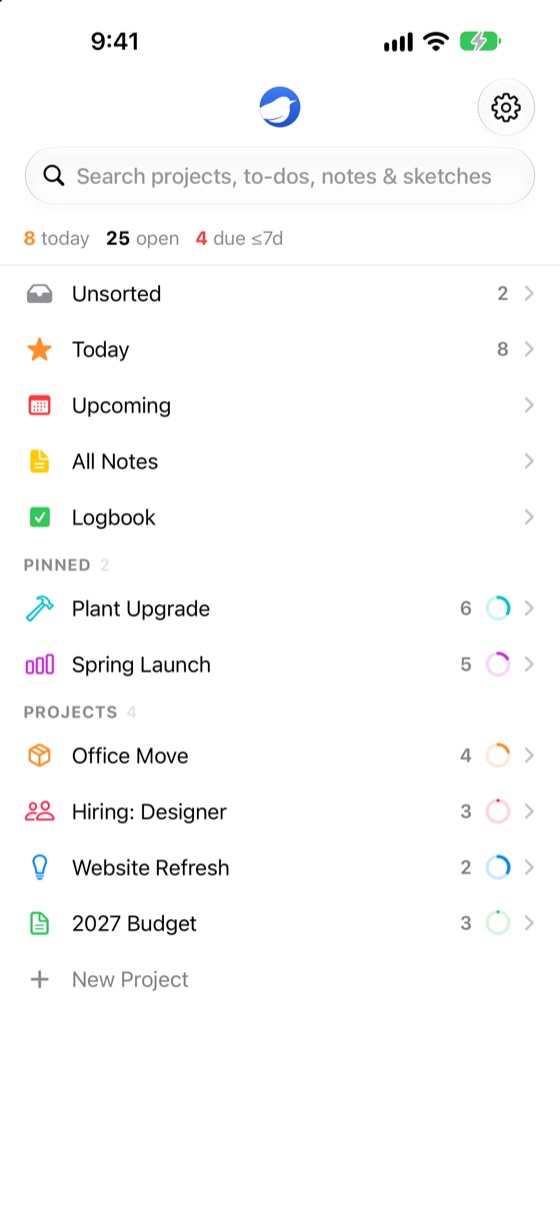 9:41
Search projects, to-dos, notes & sketches
8 today 25 open 4 due ≤7d
Unsorted 2
Today 8
Upcoming
All Notes
Logbook
PINNED 2
Plant Upgrade 6
Spring Launch 5
PROJECTS 4
Office Move 4
Hiring: Designer 3
Website Refresh 2
2027 Budget 3
New Project